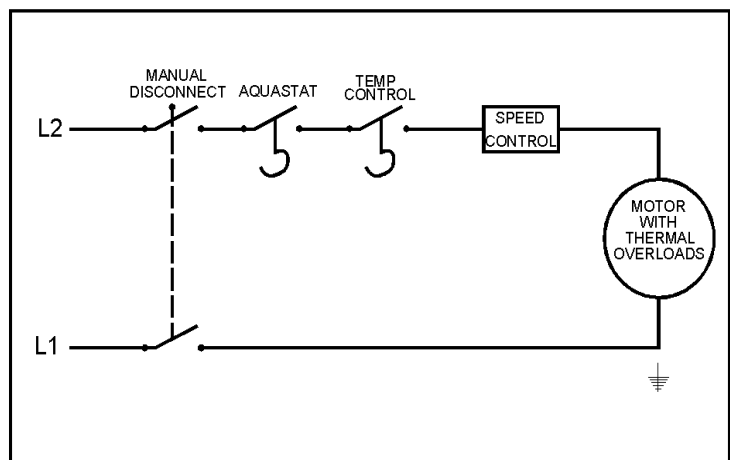 MANUAL
DISCONNECT
AQUASTAT
TEMP
CONTROL
L2
SPEED
CONTROL
MOTOR
WITH
THERMAL
OVERLOADS
L1